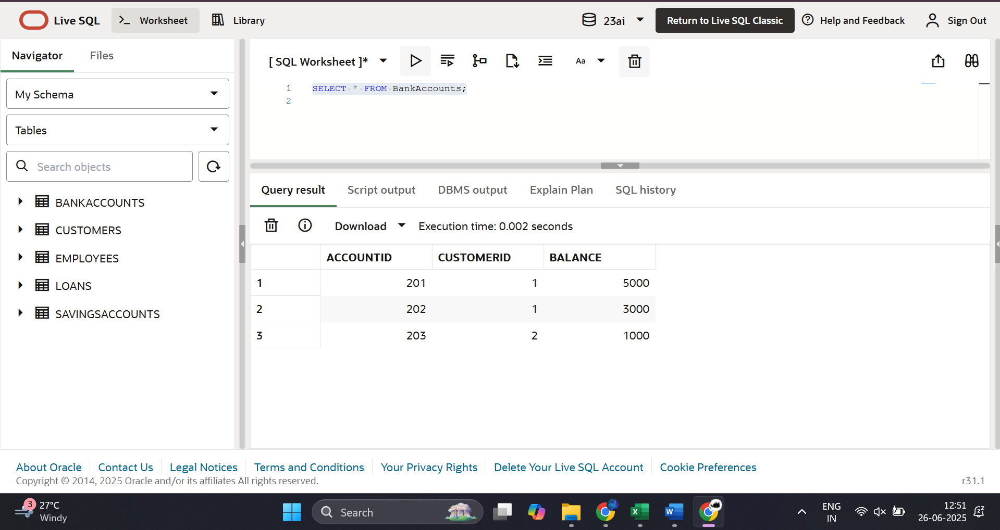 Live SQL
Worksheet
Library
23ai
Return to Live SQL Classic
Help and Feedback
Sign Out
Navigator
Files
My Schema
Tables
Search objects
BANKACCOUNTS
CUSTOMERS
EMPLOYEES
LOANS
SAVINGSACCOUNTS
[ SQL Worksheet ]*
Aa
1 SELECT * FROM BankAccounts;
2
Query result
Script output
DBMS output
Explain Plan
SQL history
Download
Execution time: 0.002 seconds
ACCOUNTID CUSTOMERID BALANCE
1 201 1 5000
2 202 1 3000
3 203 2 1000
About Oracle
Contact Us
Legal Notices
Terms and Conditions
Your Privacy Rights
Delete Your Live SQL Account
Cookie Preferences
Copyright © 2014, 2025 Oracle and/or its affiliates All rights reserved.
r31.1
3
27°C
Windy
Search
X
W
ENG
IN
12:51
26-06-2025